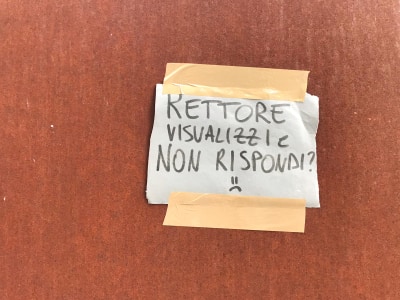 RETTORE
VISUALIZZI e
NON RISPONDI?